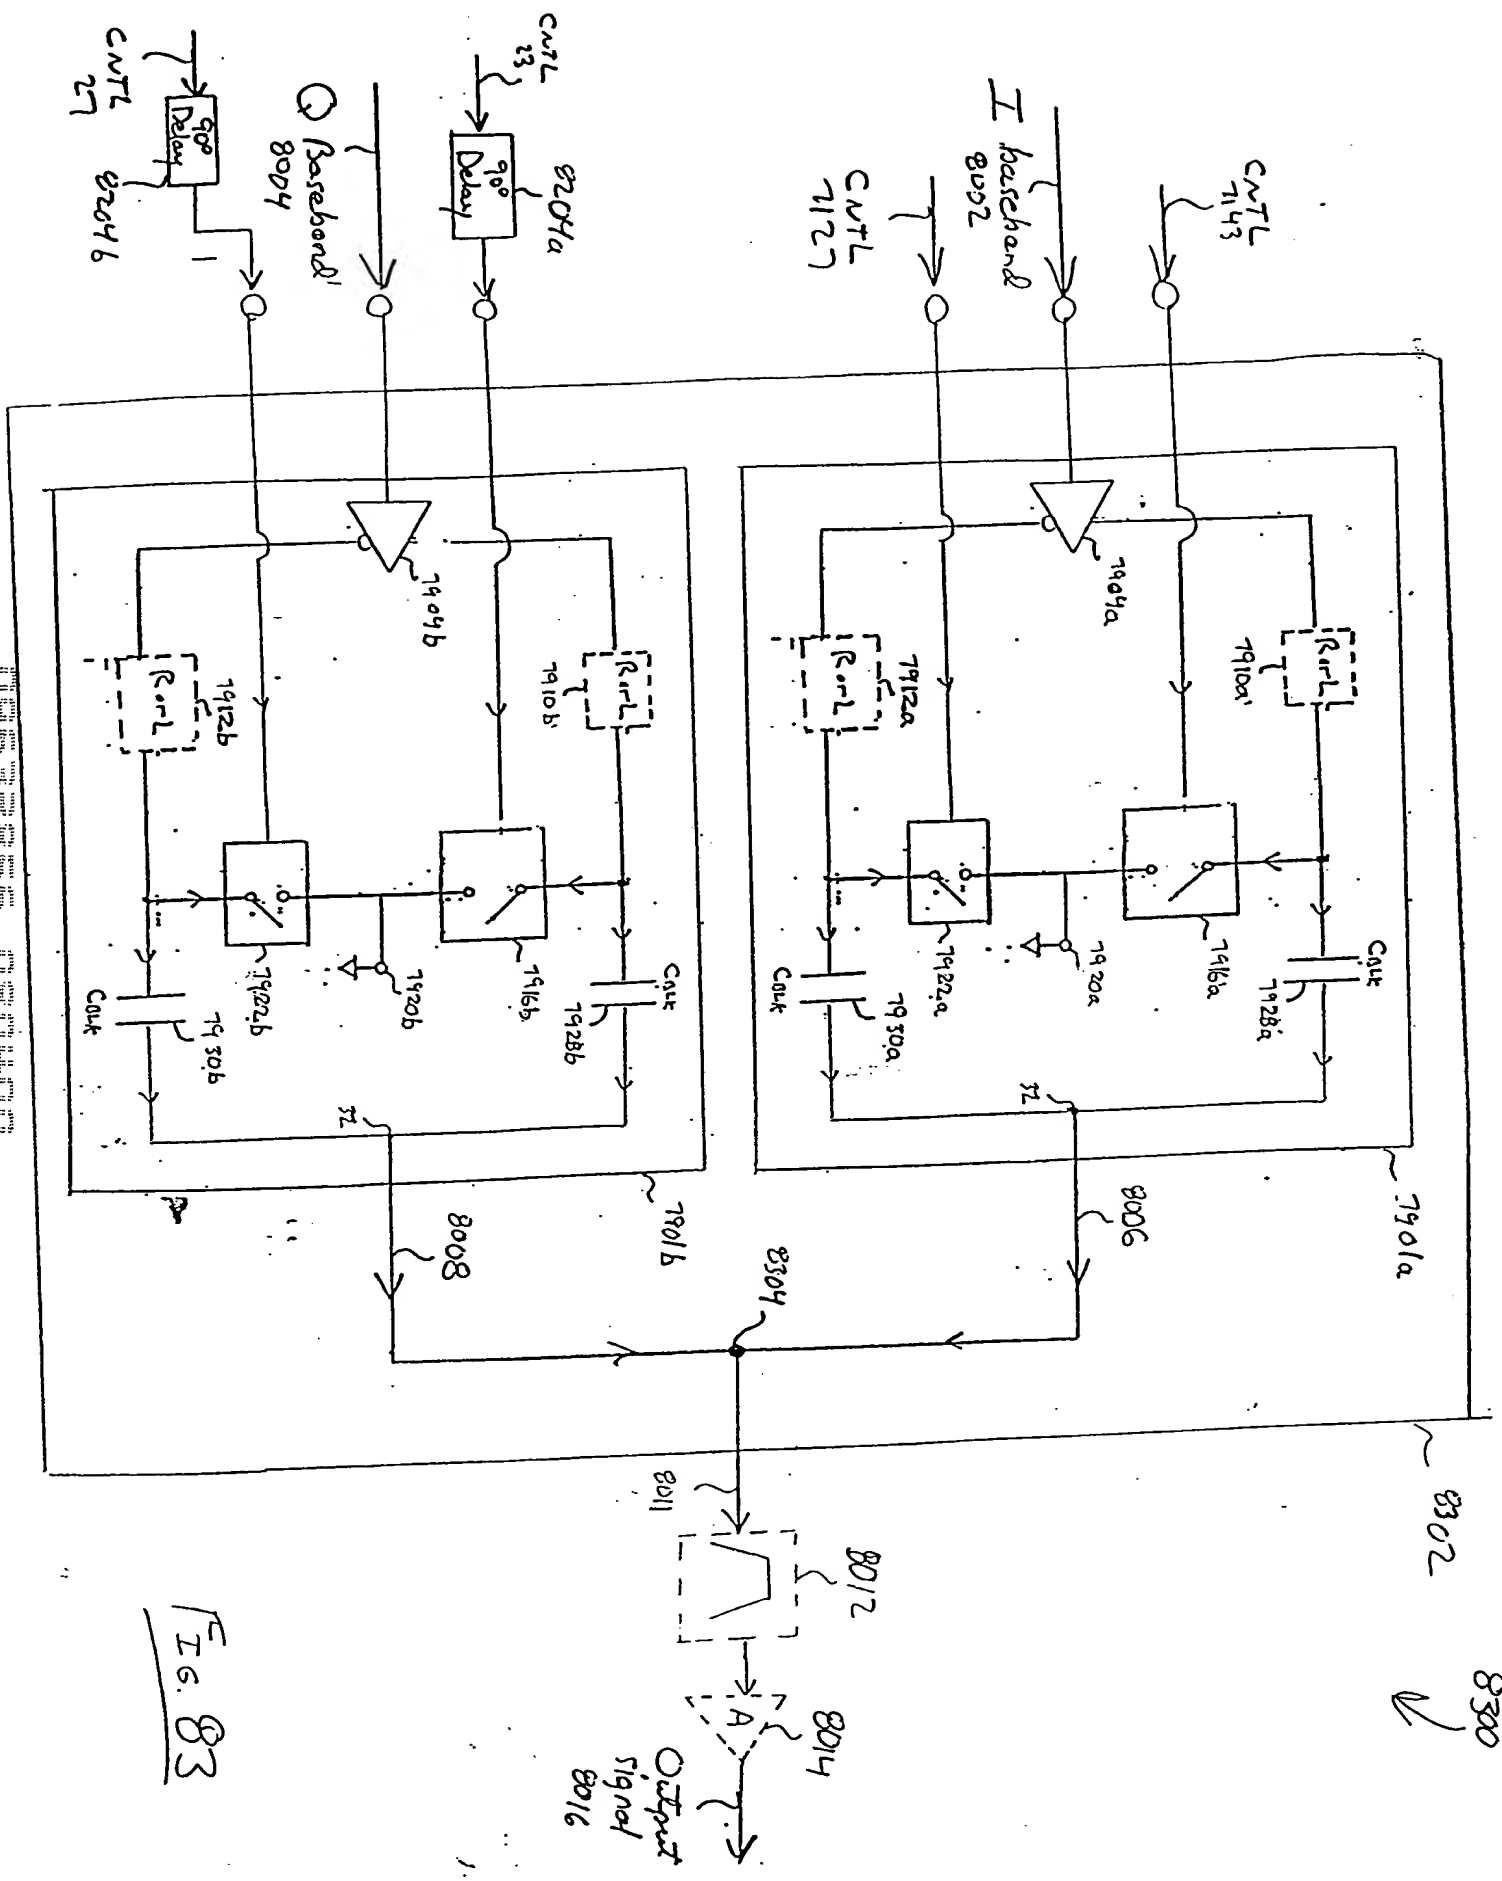 8300
8302
CNTL
7143
I baseband
8002
CNTL
7127
CNTL
23
90°
Delay
8204a
Q Baseband
8004
CNTL
27
90°
Delay
8204b
7901a
7904a
R or L
7910a
R or L
7912a
7916a
7920a
7922a
CBLK
7928a
CBLK
7930a
8006
7901b
7904b
R or L
7910b
R or L
7912b
7916b
7920b
7922b
CBLK
7928b
CBLK
7930b
8008
8304
8011
8012
A
8014
Output
signal
8016
FIG. 83